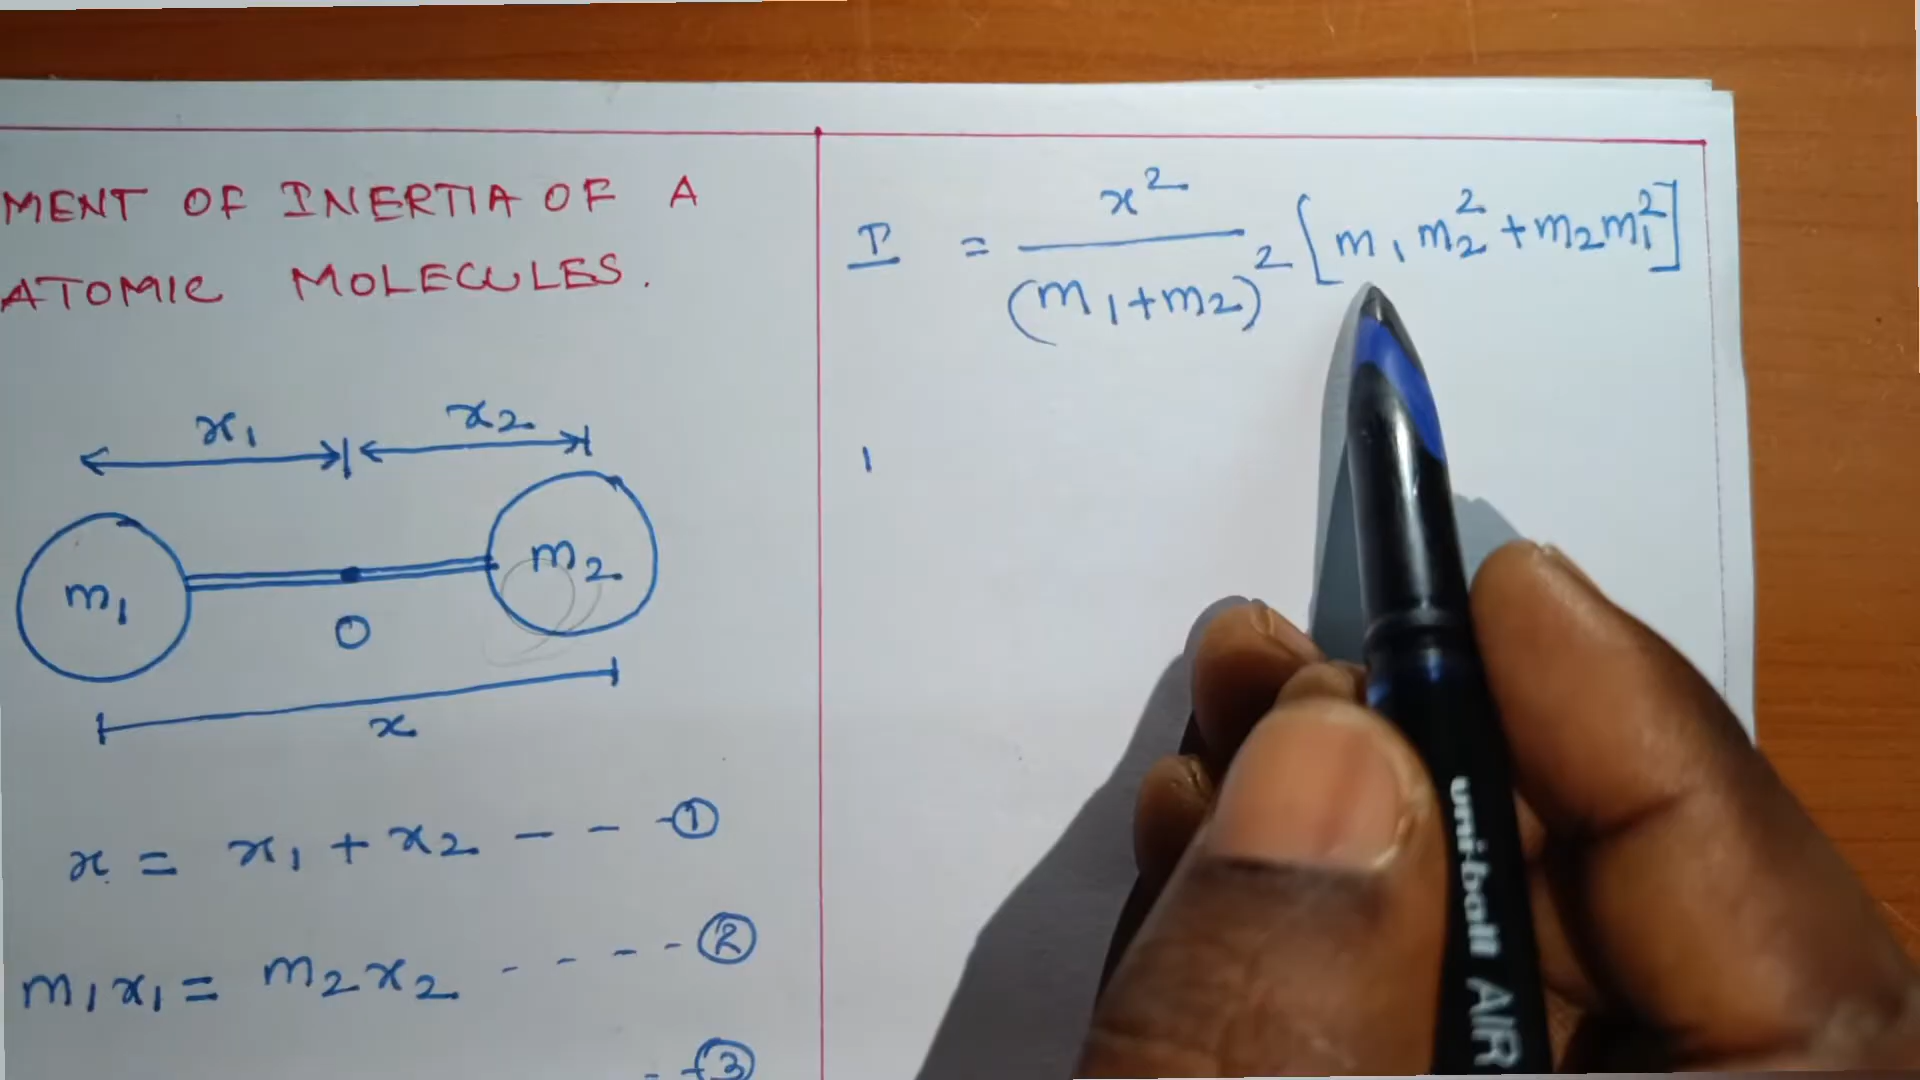 MENT OF INERTIA OF A
ATOMIC MOLECULES.
x₁ x₂
m₁ m₂
O
x
x = x₁ + x₂ - - - ①
m₁x₁ = m₂x₂ - - - - ②
- - ③
I = x² / (m₁+m₂)² [m₁m₂² + m₂m₁²]
uni-ball AIR